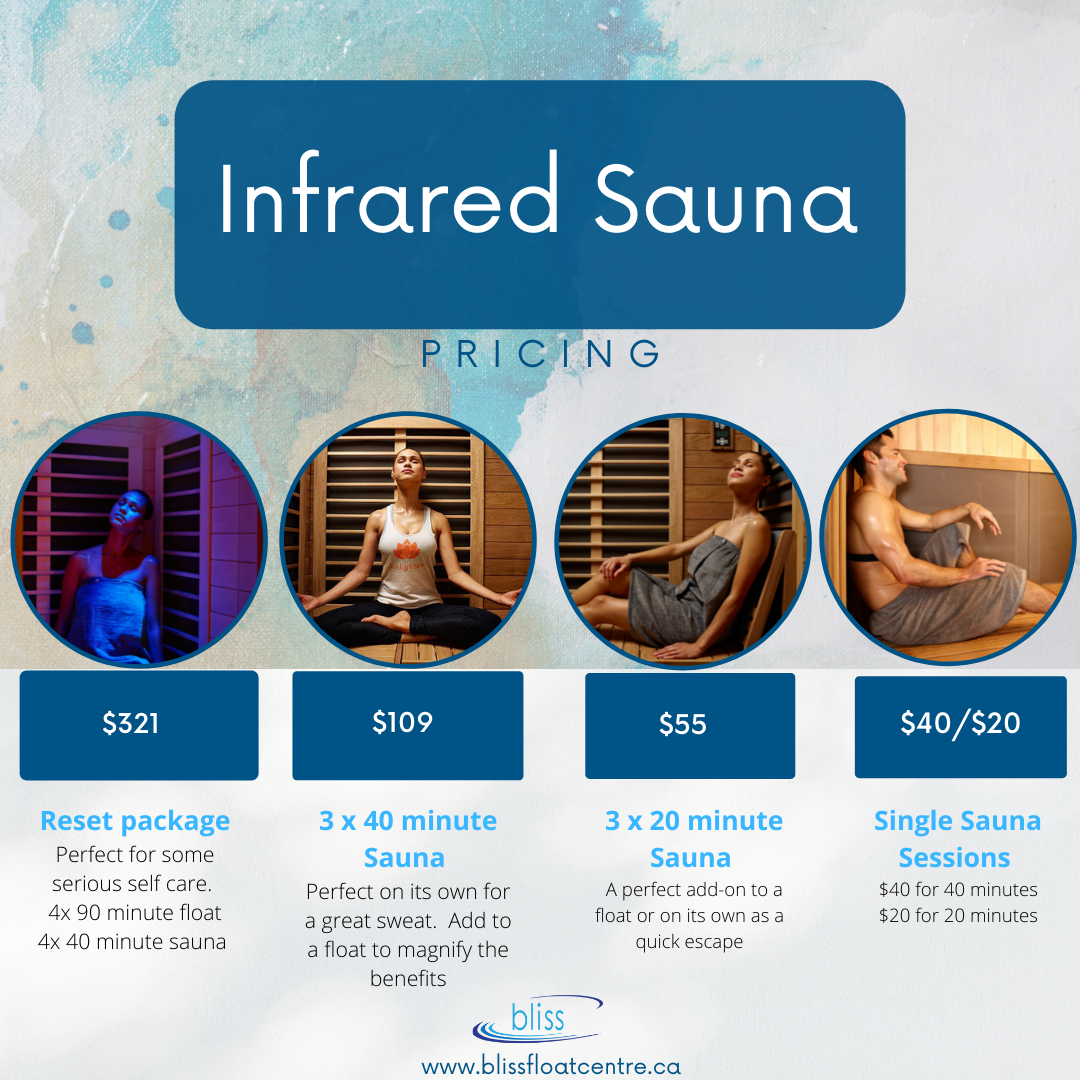 Infrared Sauna
PRICING
$321
$109
$55
$40/$20
Reset package
Perfect for some
serious self care.
4x 90 minute float
4x 40 minute sauna
3 x 40 minute
Sauna
Perfect on its own for
a great sweat. Add to
a float to magnify the
benefits
3 x 20 minute
Sauna
A perfect add-on to a
float or on its own as a
quick escape
Single Sauna
Sessions
$40 for 40 minutes
$20 for 20 minutes
bliss
www.blissfloatcentre.ca